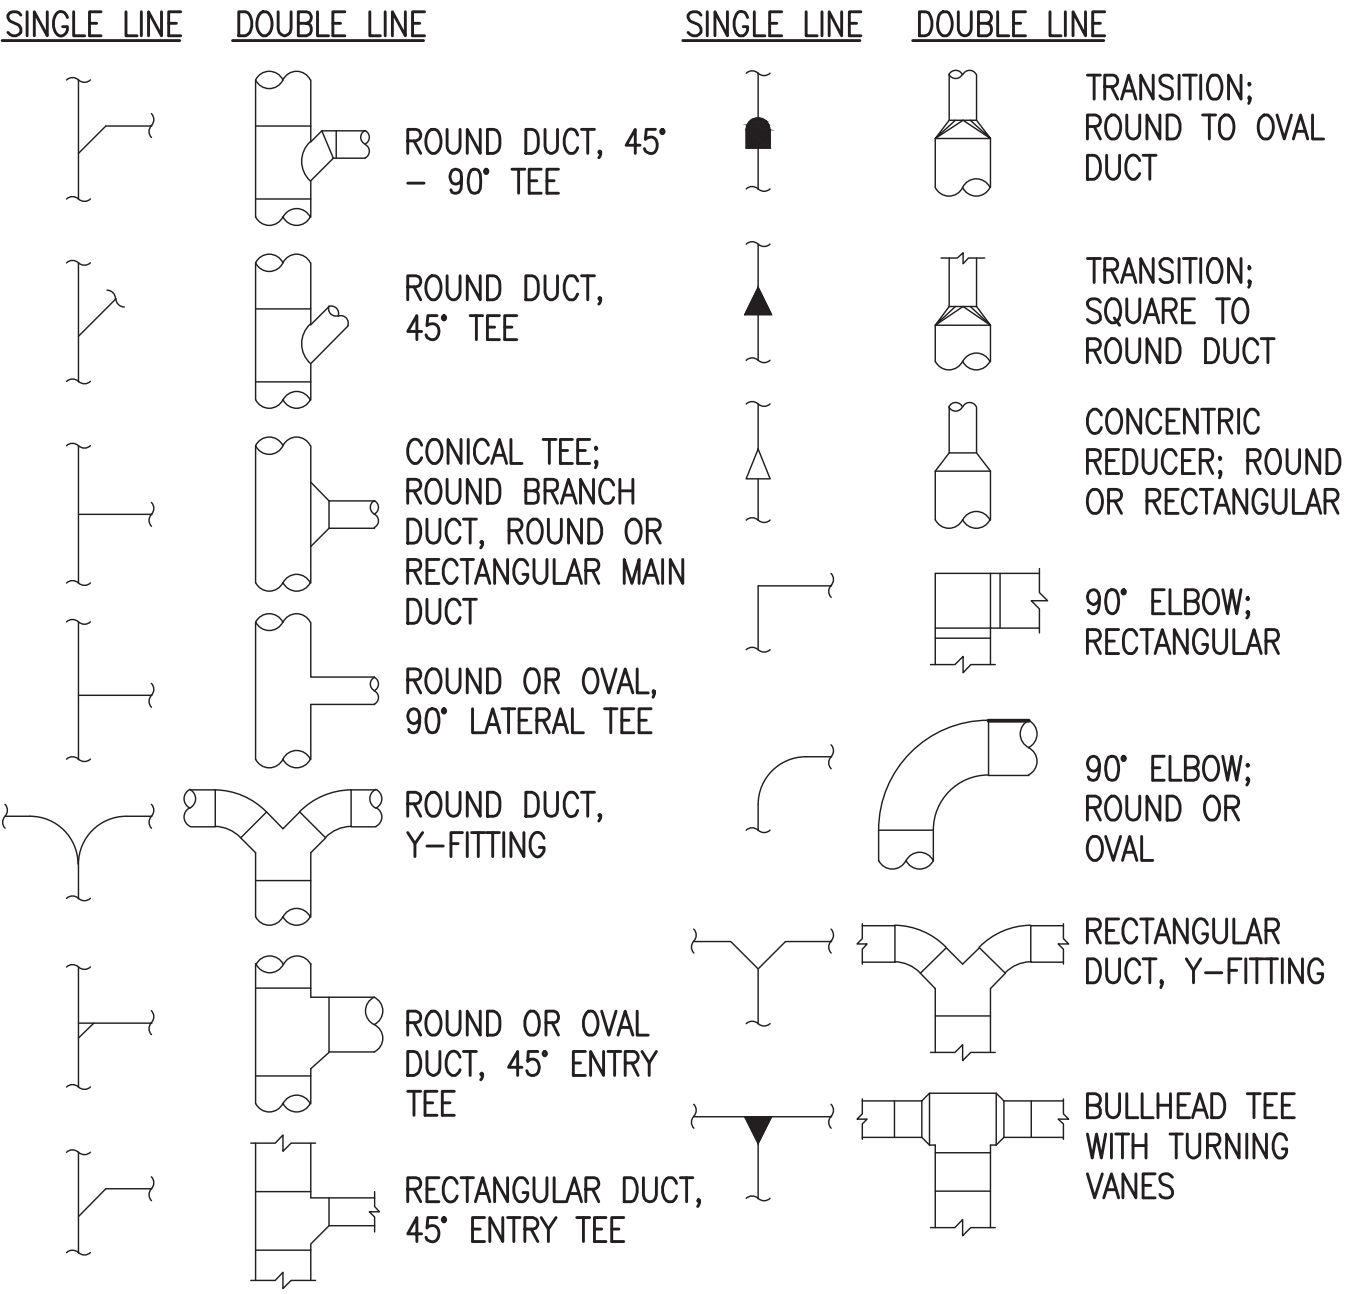 SINGLE LINE
DOUBLE LINE
ROUND DUCT, 45°
– 90° TEE
ROUND DUCT,
45° TEE
CONICAL TEE;
ROUND BRANCH
DUCT, ROUND OR
RECTANGULAR MAIN
DUCT
ROUND OR OVAL,
90° LATERAL TEE
ROUND DUCT,
Y–FITTING
ROUND OR OVAL
DUCT, 45° ENTRY
TEE
RECTANGULAR DUCT,
45° ENTRY TEE
SINGLE LINE
DOUBLE LINE
TRANSITION;
ROUND TO OVAL
DUCT
TRANSITION;
SQUARE TO
ROUND DUCT
CONCENTRIC
REDUCER; ROUND
OR RECTANGULAR
90° ELBOW;
RECTANGULAR
90° ELBOW;
ROUND OR
OVAL
RECTANGULAR
DUCT, Y–FITTING
BULLHEAD TEE
WITH TURNING
VANES